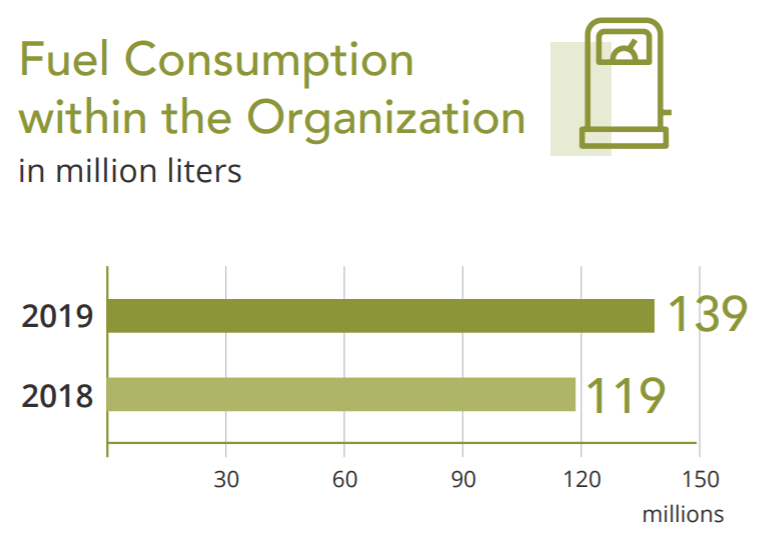 Fuel Consumption
within the Organization
in million liters
2019 139
2018 119
30 60 90 120 150
millions